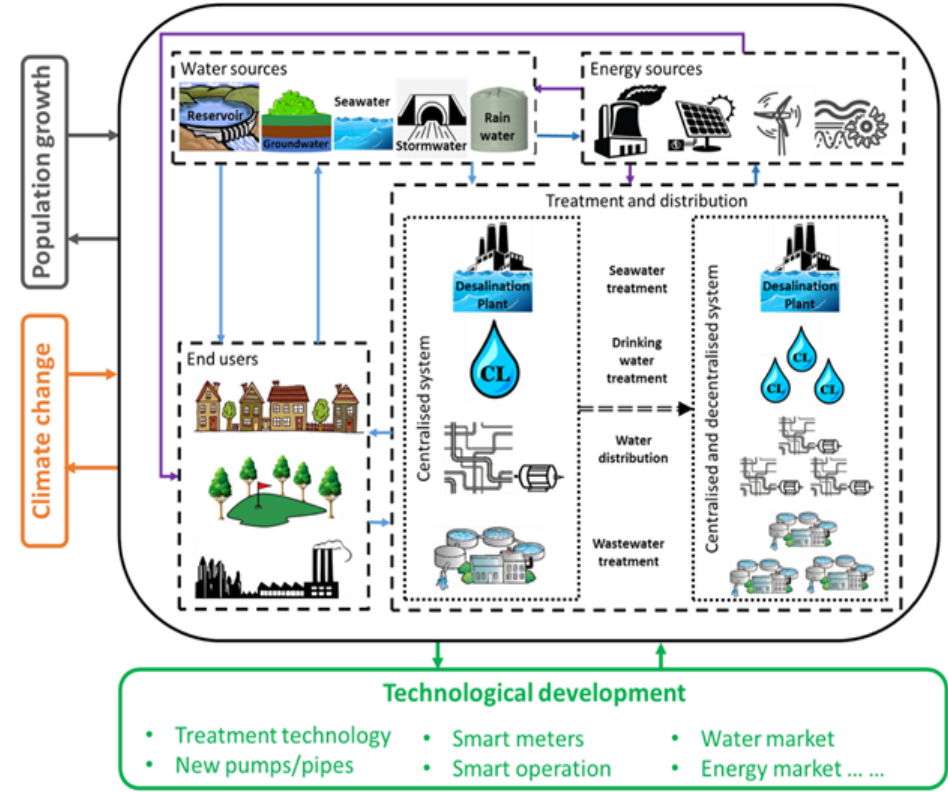 Population growth
Climate change
Water sources
Reservoir
Groundwater
Seawater
Stormwater
Rain
water
Energy sources
Treatment and distribution
End users
Centralised system
Desalination
Plant
CL
Seawater
treatment
Drinking
water
treatment
Water
distribution
Wastewater
treatment
Centralised and decentralised system
Desalination
Plant
CL
CL
CL
Technological development
• Treatment technology
• New pumps/pipes
• Smart meters
• Smart operation
• Water market
• Energy market ... ...